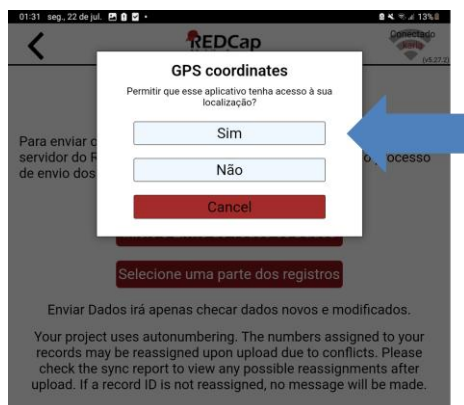 01:31 seg., 22 de jul.
13%
REDCap
Conectado
(v5.27.2)
GPS coordinates
Permitir que esse aplicativo tenha acesso à sua
localização?
Para enviar
servidor do
processo
de envio dos
Sim
Não
Cancel
Selecione uma parte dos registros
Enviar Dados irá apenas checar dados novos e modificados.
Your project uses autonumbering. The numbers assigned to your
records may be reassigned upon upload due to conflicts. Please
check the sync report to view any possible reassignments after
upload. If a record ID is not reassigned, no message will be made.